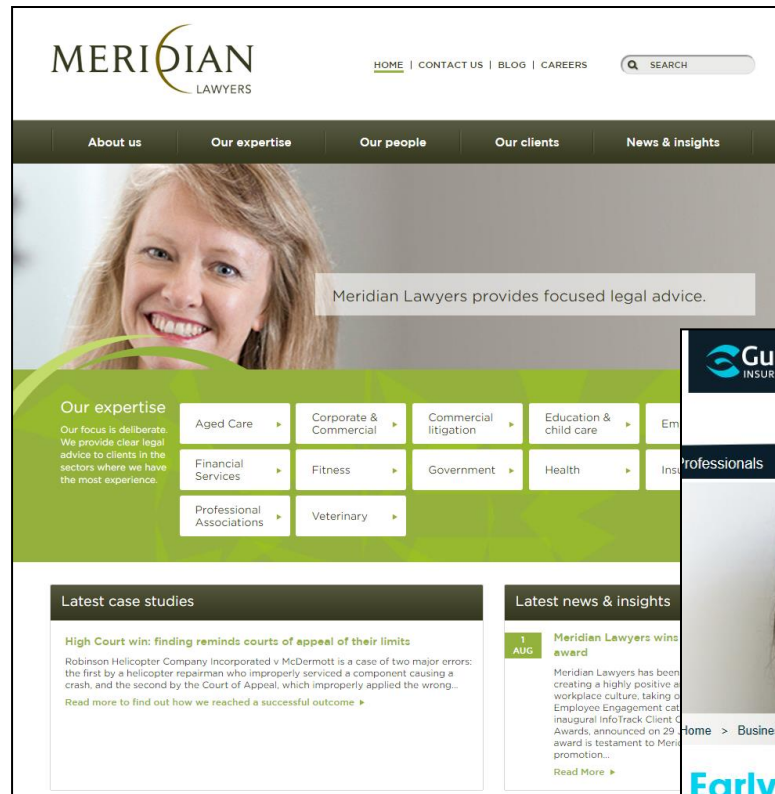 MERIDIAN
LAWYERS
HOME | CONTACT US | BLOG | CAREERS
SEARCH
About us
Our expertise
Our people
Our clients
News & insights
Meridian Lawyers provides focused legal advice.
Our expertise
Our focus is deliberate.
We provide clear legal
advice to clients in the
sectors where we have
the most experience.
Aged Care
Corporate &
Commercial
Commercial
litigation
Education &
child care
Em
Financial
Services
Fitness
Government
Health
Insu
Professional
Associations
Veterinary
Latest case studies
High Court win: finding reminds courts of appeal of their limits
Robinson Helicopter Company Incorporated v McDermott is a case of two major errors:
the first by a helicopter repairman who improperly serviced a component causing a
crash, and the second by the Court of Appeal, which improperly applied the wrong...
Read more to find out how we reached a successful outcome
Latest news & insights
1
AUG
Meridian Lawyers wins
award
Meridian Lawyers has been
creating a highly positive a
workplace culture, taking o
Employee Engagement cat
inaugural InfoTrack Client C
Awards, announced on 29
award is testament to Meric
promotion...
Read More
Gu
INSUR
Professionals
Home > Busine
Early